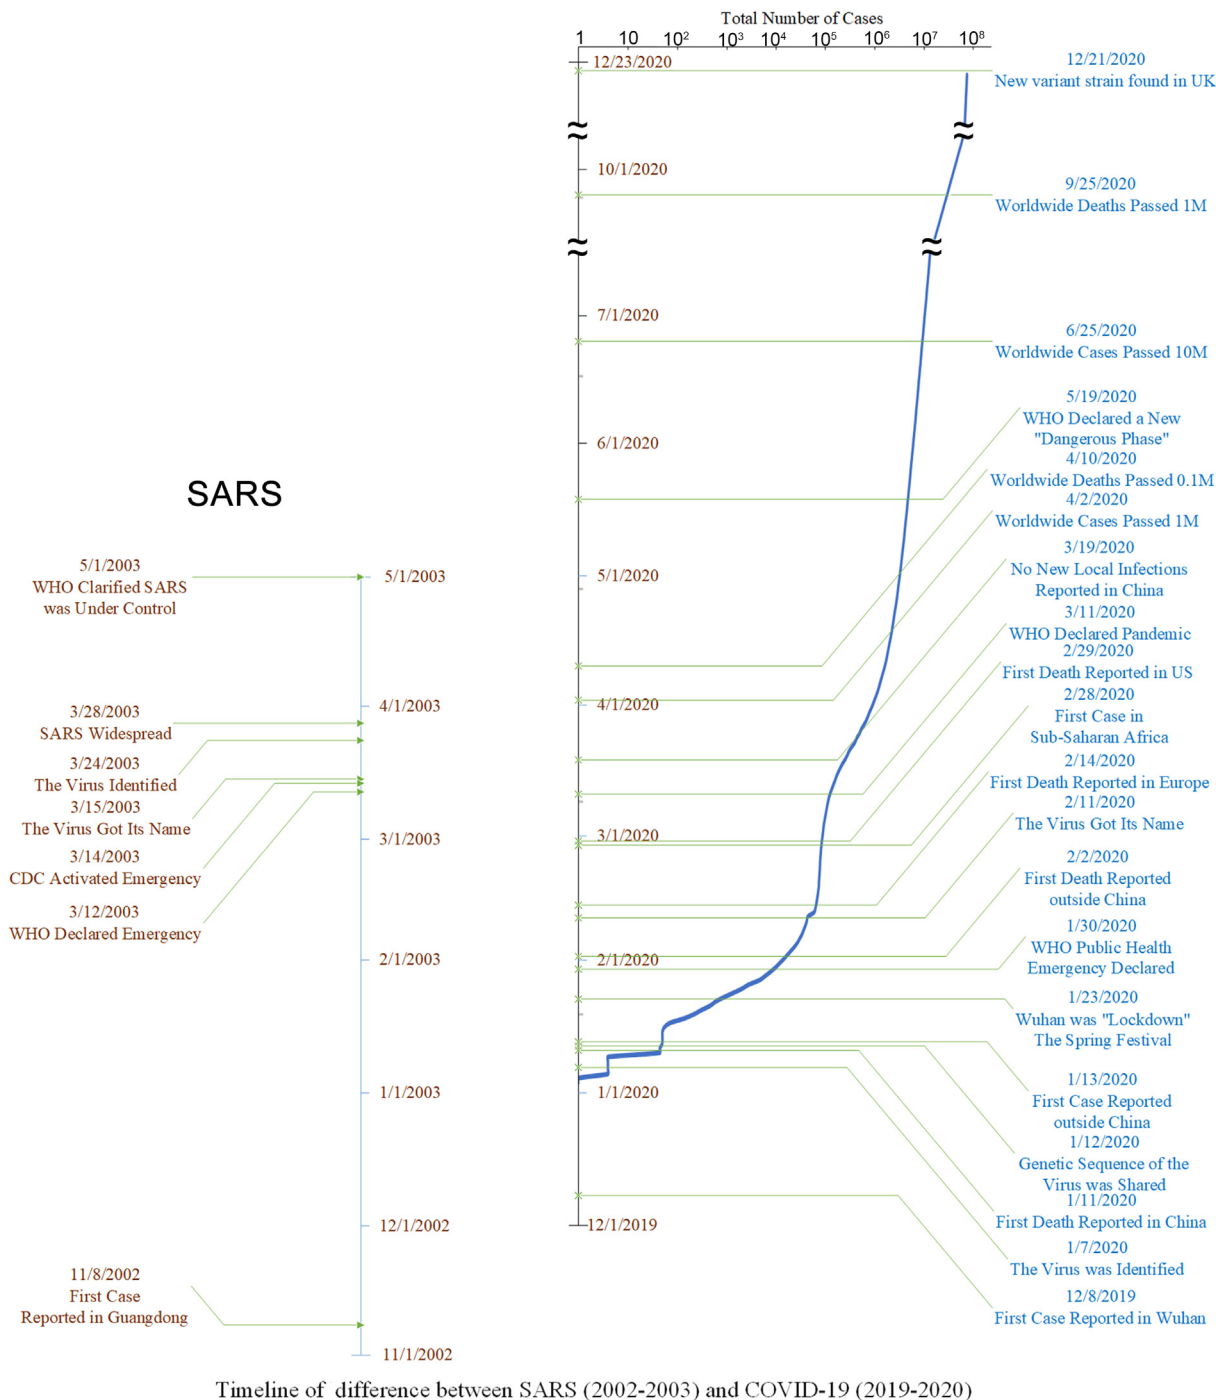 Total Number of Cases
1 10 10² 10³ 10⁴ 10⁵ 10⁶ 10⁷ 10⁸
12/23/2020
10/1/2020
7/1/2020
6/1/2020
5/1/2020
4/1/2020
3/1/2020
2/1/2020
1/1/2020
12/1/2019
12/21/2020
New variant strain found in UK
9/25/2020
Worldwide Deaths Passed 1M
6/25/2020
Worldwide Cases Passed 10M
5/19/2020
WHO Declared a New
"Dangerous Phase"
4/10/2020
Worldwide Deaths Passed 0.1M
4/2/2020
Worldwide Cases Passed 1M
3/19/2020
No New Local Infections
Reported in China
3/11/2020
WHO Declared Pandemic
2/29/2020
First Death Reported in US
2/28/2020
First Case in
Sub-Saharan Africa
2/14/2020
First Death Reported in Europe
2/11/2020
The Virus Got Its Name
2/2/2020
First Death Reported
outside China
1/30/2020
WHO Public Health
Emergency Declared
1/23/2020
Wuhan was "Lockdown"
The Spring Festival
1/13/2020
First Case Reported
outside China
1/12/2020
Genetic Sequence of the
Virus was Shared
1/11/2020
First Death Reported in China
1/7/2020
The Virus was Identified
12/8/2019
First Case Reported in Wuhan
SARS
5/1/2003
WHO Clarified SARS
was Under Control
3/28/2003
SARS Widespread
3/24/2003
The Virus Identified
3/15/2003
The Virus Got Its Name
3/14/2003
CDC Activated Emergency
3/12/2003
WHO Declared Emergency
11/8/2002
First Case
Reported in Guangdong
5/1/2003
4/1/2003
3/1/2003
2/1/2003
1/1/2003
12/1/2002
11/1/2002
Timeline of difference between SARS (2002-2003) and COVID-19 (2019-2020)